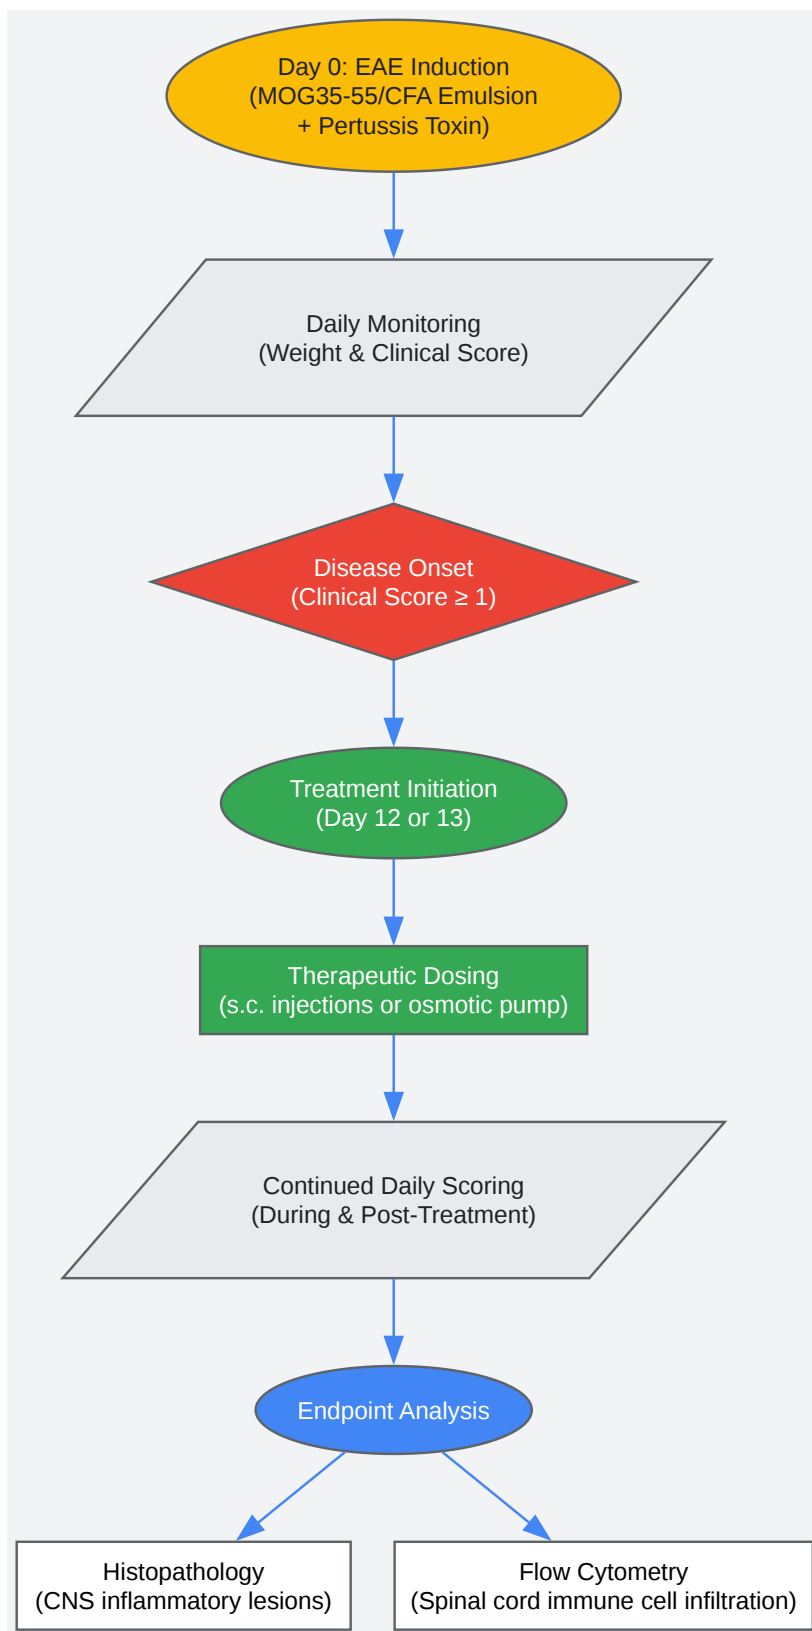 Day 0: EAE Induction
(MOG35-55/CFA Emulsion
+ Pertussis Toxin)
Daily Monitoring
(Weight & Clinical Score)
Disease Onset
(Clinical Score ≥ 1)
Treatment Initiation
(Day 12 or 13)
Therapeutic Dosing
(s.c. injections or osmotic pump)
Continued Daily Scoring
(During & Post-Treatment)
Endpoint Analysis
Histopathology
(CNS inflammatory lesions)
Flow Cytometry
(Spinal cord immune cell infiltration)